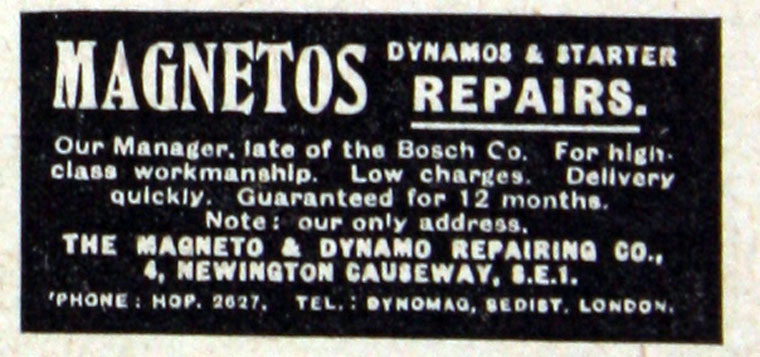 MAGNETOS DYNAMOS & STARTER
REPAIRS.
Our Manager, late of the Bosch Co. For high-
class workmanship. Low charges. Delivery
quickly. Guaranteed for 12 months.
Note: our only address.
THE MAGNETO & DYNAMO REPAIRING CO.,
4, NEWINGTON CAUSEWAY, S.E.1.
'PHONE: HOP. 2627. TEL.: DYNOMAG, SEDIST, LONDON.